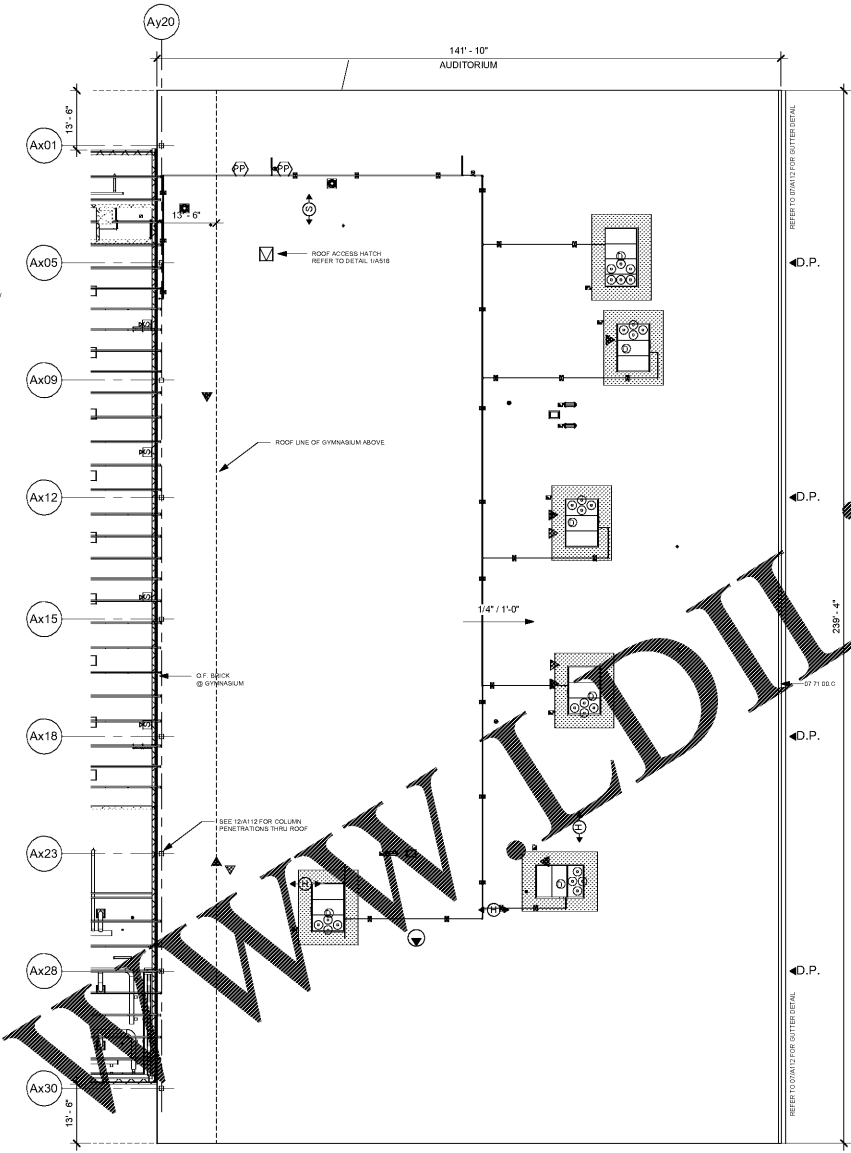 Ay20
141' - 10"
AUDITORIUM
13' - 6"
Ax01
PP
PP
S
13' - 6"
ROOF ACCESS HATCH
REFER TO DETAIL 1/A518
REFER TO 07/A112 FOR GUTTER DETAIL
Ax05
D.P.
Ax09
ROOF LINE OF GYMNASIUM ABOVE
Ax12
D.P.
1/4" / 1'-0"
Ax15
239' - 4"
O.F. BRICK
@ GYMNASIUM
07 71 00.C
Ax18
D.P.
SEE 12/A112 FOR COLUMN
PENETRATIONS THRU ROOF
Ax23
H
H
H
Ax28
D.P.
REFER TO 07/A112 FOR GUTTER DETAIL
Ax30
13' - 6"
WWW.LDII.